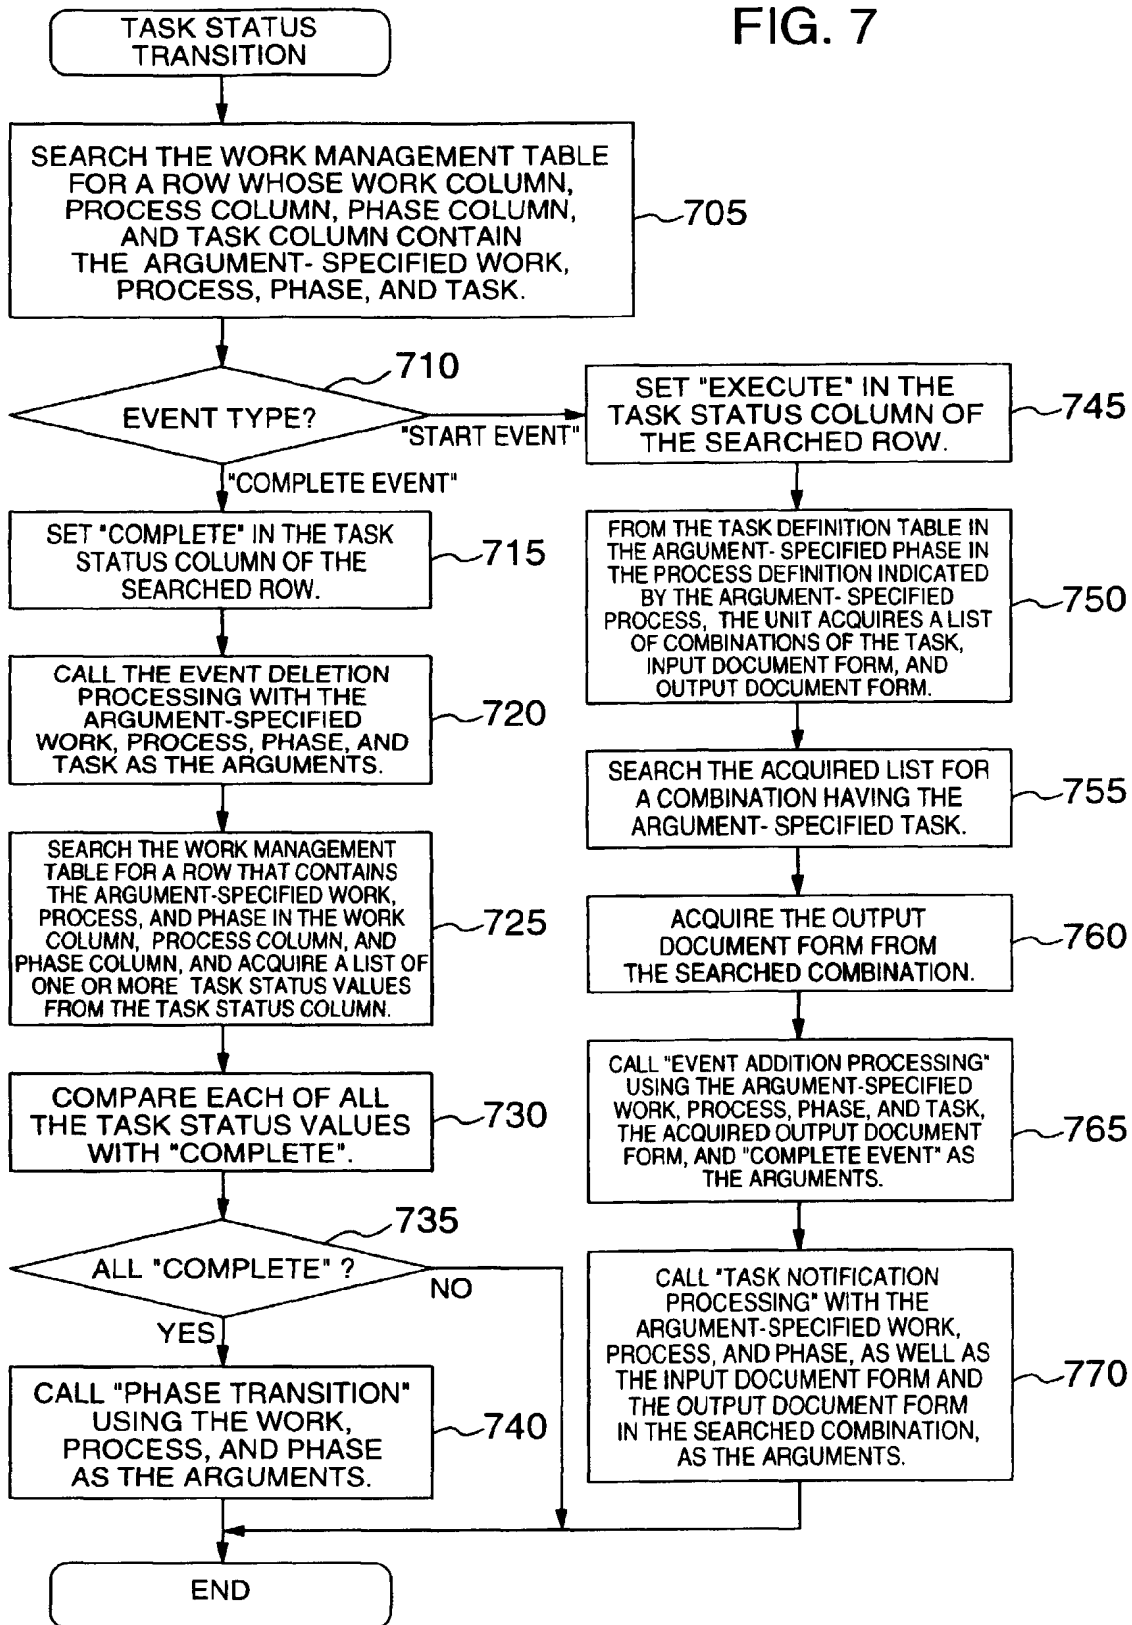 FIG. 7
TASK STATUS
TRANSITION
SEARCH THE WORK MANAGEMENT TABLE
FOR A ROW WHOSE WORK COLUMN,
PROCESS COLUMN, PHASE COLUMN,
AND TASK COLUMN CONTAIN
THE ARGUMENT- SPECIFIED WORK,
PROCESS, PHASE, AND TASK.
705
710
EVENT TYPE?
"START EVENT"
"COMPLETE EVENT"
SET "COMPLETE" IN THE TASK
STATUS COLUMN OF THE
SEARCHED ROW.
715
CALL THE EVENT DELETION
PROCESSING WITH THE
ARGUMENT-SPECIFIED
WORK, PROCESS, PHASE, AND
TASK AS THE ARGUMENTS.
720
SEARCH THE WORK MANAGEMENT
TABLE FOR A ROW THAT CONTAINS
THE ARGUMENT-SPECIFIED WORK,
PROCESS, AND PHASE IN THE WORK
COLUMN, PROCESS COLUMN, AND
PHASE COLUMN, AND ACQUIRE A LIST OF
ONE OR MORE TASK STATUS VALUES
FROM THE TASK STATUS COLUMN.
725
COMPARE EACH OF ALL
THE TASK STATUS VALUES
WITH "COMPLETE".
730
735
ALL "COMPLETE" ?
NO
YES
CALL "PHASE TRANSITION"
USING THE WORK,
PROCESS, AND PHASE
AS THE ARGUMENTS.
740
SET "EXECUTE" IN THE
TASK STATUS COLUMN OF
THE SEARCHED ROW.
745
FROM THE TASK DEFINITION TABLE IN
THE ARGUMENT- SPECIFIED PHASE IN
THE PROCESS DEFINITION INDICATED
BY THE ARGUMENT- SPECIFIED
PROCESS, THE UNIT ACQUIRES A LIST
OF COMBINATIONS OF THE TASK,
INPUT DOCUMENT FORM, AND
OUTPUT DOCUMENT FORM.
750
SEARCH THE ACQUIRED LIST FOR
A COMBINATION HAVING THE
ARGUMENT- SPECIFIED TASK.
755
ACQUIRE THE OUTPUT
DOCUMENT FORM FROM
THE SEARCHED COMBINATION.
760
CALL "EVENT ADDITION PROCESSING"
USING THE ARGUMENT-SPECIFIED
WORK, PROCESS, PHASE, AND TASK,
THE ACQUIRED OUTPUT DOCUMENT
FORM, AND "COMPLETE EVENT" AS
THE ARGUMENTS.
765
CALL "TASK NOTIFICATION
PROCESSING" WITH THE
ARGUMENT-SPECIFIED WORK,
PROCESS, AND PHASE, AS WELL AS
THE INPUT DOCUMENT FORM AND
THE OUTPUT DOCUMENT FORM
IN THE SEARCHED COMBINATION,
AS THE ARGUMENTS.
770
END